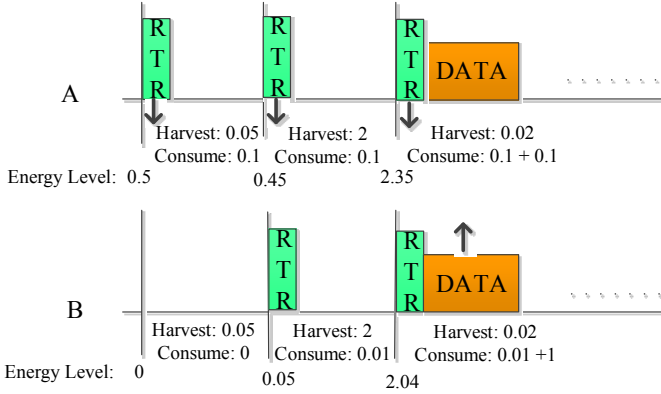 R
T
R
R
T
R
R
T
R
DATA
A
Harvest: 0.05
Consume: 0.1
Harvest: 2
Consume: 0.1
Harvest: 0.02
Consume: 0.1 + 0.1
Energy Level: 0.5
0.45
2.35
R
T
R
R
T
R
DATA
B
Harvest: 0.05
Consume: 0
Harvest: 2
Consume: 0.01
Harvest: 0.02
Consume: 0.01 +1
Energy Level: 0
0.05
2.04